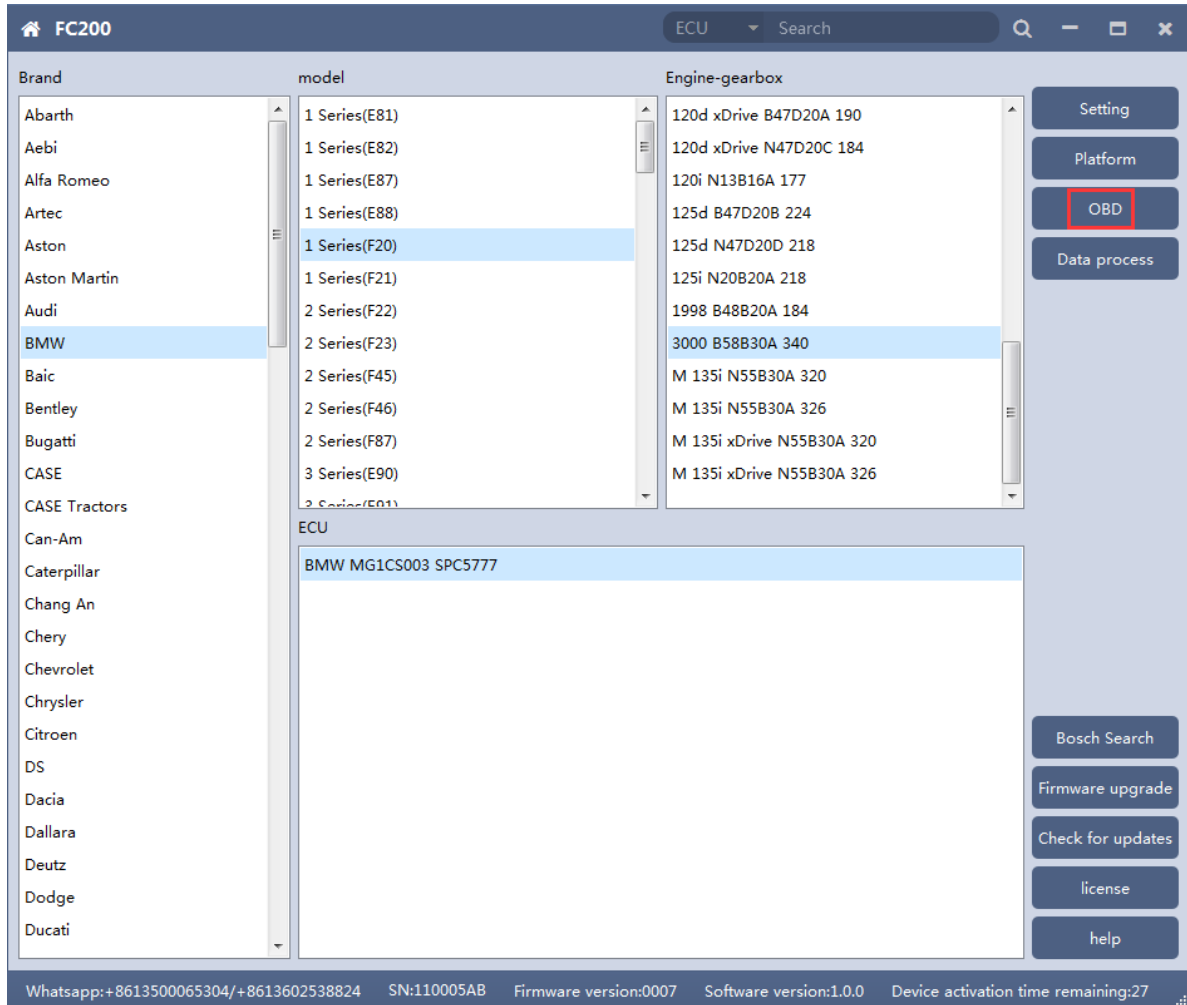 FC200
ECU
Search
Brand
Abarth
Aebi
Alfa Romeo
Artec
Aston
Aston Martin
Audi
BMW
Baic
Bentley
Bugatti
CASE
CASE Tractors
Can-Am
Caterpillar
Chang An
Chery
Chevrolet
Chrysler
Citroen
DS
Dacia
Dallara
Deutz
Dodge
Ducati
model
1 Series(E81)
1 Series(E82)
1 Series(E87)
1 Series(E88)
1 Series(F20)
1 Series(F21)
2 Series(F22)
2 Series(F23)
2 Series(F45)
2 Series(F46)
2 Series(F87)
3 Series(E90)
3 Series(E91)
Engine-gearbox
120d xDrive B47D20A 190
120d xDrive N47D20C 184
120i N13B16A 177
125d B47D20B 224
125d N47D20D 218
125i N20B20A 218
1998 B48B20A 184
3000 B58B30A 340
M 135i N55B30A 320
M 135i N55B30A 326
M 135i xDrive N55B30A 320
M 135i xDrive N55B30A 326
ECU
BMW MG1CS003 SPC5777
Setting
Platform
OBD
Data process
Bosch Search
Firmware upgrade
Check for updates
license
help
Whatsapp:+8613500065304/+8613602538824 SN:110005AB Firmware version:0007 Software version:1.0.0 Device activation time remaining:27